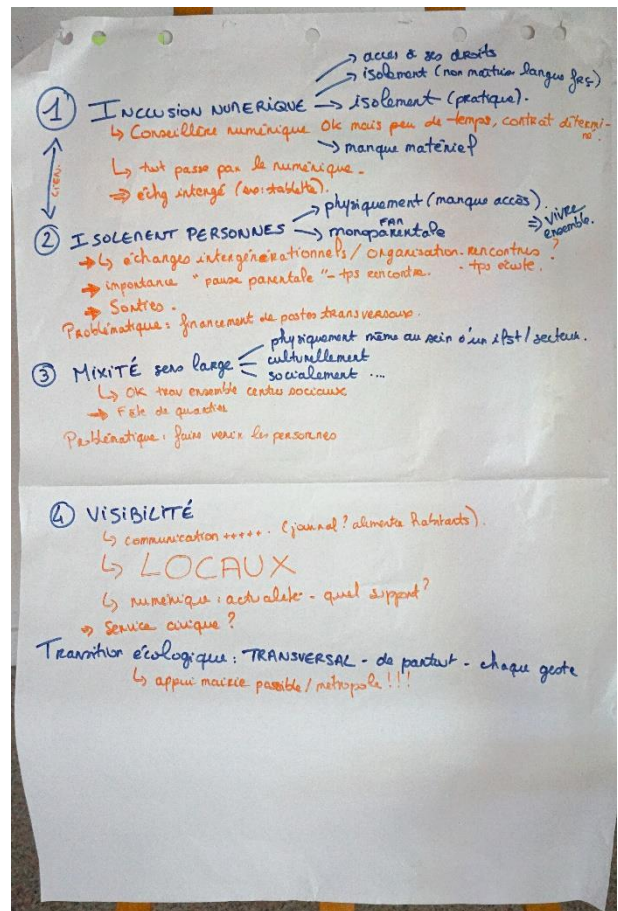 → accès à ses droits
→ isolement (non maîtrise langue frç)
① INCLUSION NUMERIQUE → isolement (pratique).
↳ Conseillère numérique OK mais peu de temps, contrat déterminé.
→ manque matériel
↳ tout passe par le numérique.
⇒ échg intergé (ex: tablette).
LIEN.
→ physiquement (manque accès).
② ISOLEMENT PERSONNES → FAM monoparentale
⇒ VIVRE ensemble.
→↳ échanges intergénérationnels / organisation rencontres ?
→ importance "pause parentale" - tps rencontre. - tps écoute.
→ Sorties.
Problématique : financement de postes transversaux.
physiquement même au sein d'un / secteur.
③ MIXITÉ sens large culturellement
socialement ....
↳ OK trav ensemble centres sociaux
→ Fête de quartier
Problématique : faire venir les personnes
④ VISIBILITÉ
↳ communication +++++. (journal ? alimenté habitants).
↳ LOCAUX
↳ numérique : actualité - quel support ?
⇒ Service civique ?
Transition écologique : TRANSVERSAL - de partout - chaque geste
↳ appui mairie possible / métropole !!!